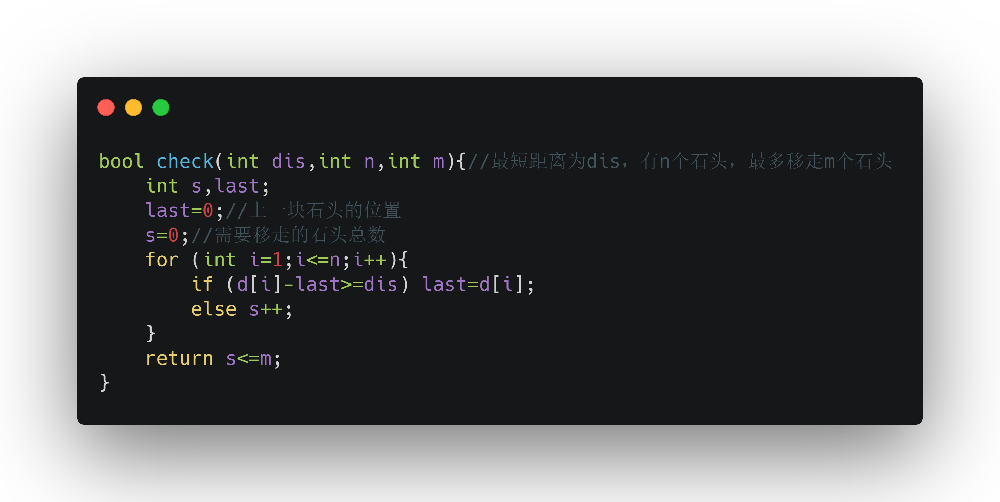 bool check(int dis,int n,int m){//最短距离为dis，有n个石头，最多移走m个石头
    int s,last;
    last=0;//上一块石头的位置
    s=0;//需要移走的石头总数
    for (int i=1;i<=n;i++){
        if (d[i]-last>=dis) last=d[i];
        else s++;
    }
    return s<=m;
}